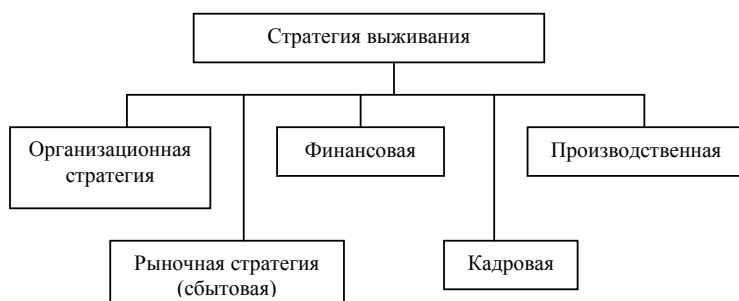 Стратегия выживания
Организационная
стратегия
Финансовая
Производственная
Рыночная стратегия
(сбытовая)
Кадровая